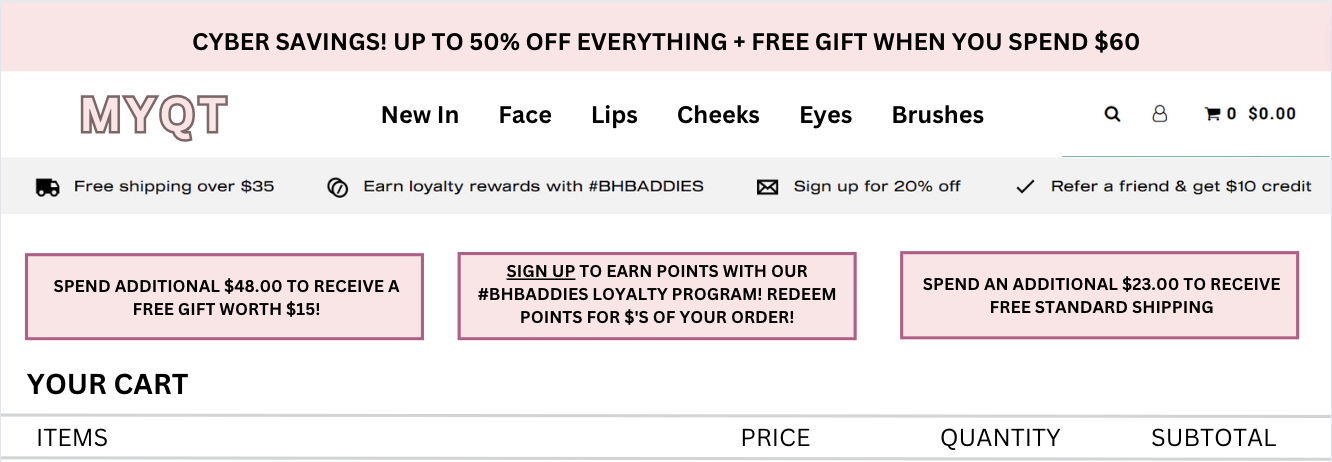 CYBER SAVINGS! UP TO 50% OFF EVERYTHING + FREE GIFT WHEN YOU SPEND $60
MYQT
New In Face Lips Cheeks Eyes Brushes 0 $0.00
Free shipping over $35 Earn loyalty rewards with #BHBADDIES Sign up for 20% off Refer a friend & get $10 credit
SPEND ADDITIONAL $48.00 TO RECEIVE A
FREE GIFT WORTH $15!
SIGN UP TO EARN POINTS WITH OUR
#BHBADDIES LOYALTY PROGRAM! REDEEM
POINTS FOR $'S OF YOUR ORDER!
SPEND AN ADDITIONAL $23.00 TO RECEIVE
FREE STANDARD SHIPPING
YOUR CART
ITEMS PRICE QUANTITY SUBTOTAL